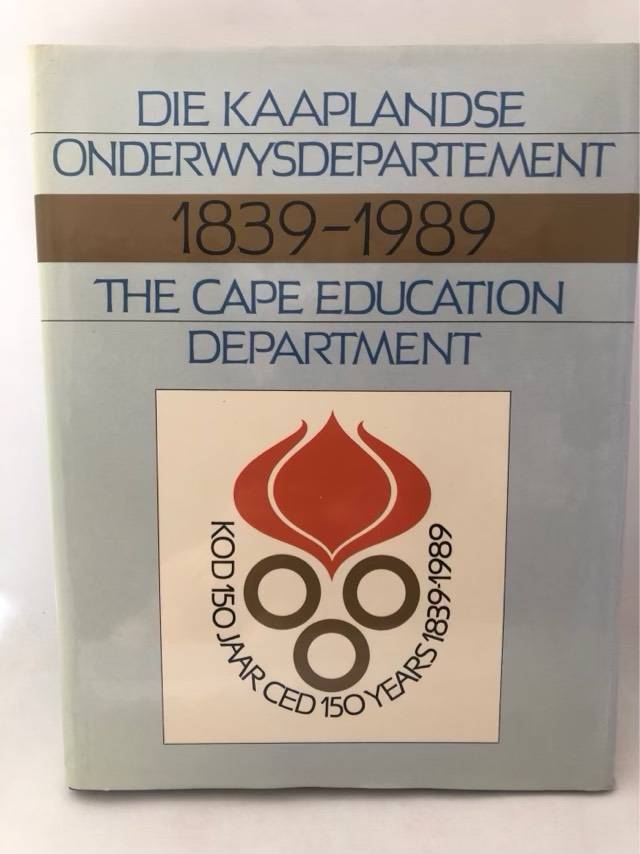 DIE KAAPLANDSE
ONDERWYSDEPARTEMENT
1839-1989
THE CAPE EDUCATION
DEPARTMENT
KOD 150 JAAR CED 150 YEARS 1839-1989